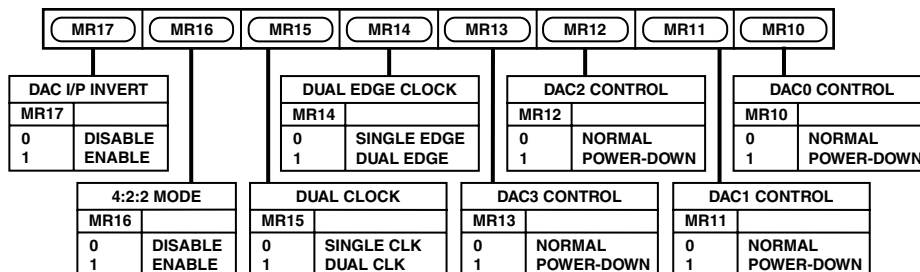 MR17 MR16 MR15 MR14 MR13 MR12 MR11 MR10
DAC I/P INVERT
MR17
0 DISABLE
1 ENABLE
DUAL EDGE CLOCK
MR14
0 SINGLE EDGE
1 DUAL EDGE
DAC2 CONTROL
MR12
0 NORMAL
1 POWER-DOWN
DAC0 CONTROL
MR10
0 NORMAL
1 POWER-DOWN
4:2:2 MODE
MR16
0 DISABLE
1 ENABLE
DUAL CLOCK
MR15
0 SINGLE CLK
1 DUAL CLK
DAC3 CONTROL
MR13
0 NORMAL
1 POWER-DOWN
DAC1 CONTROL
MR11
0 NORMAL
1 POWER-DOWN